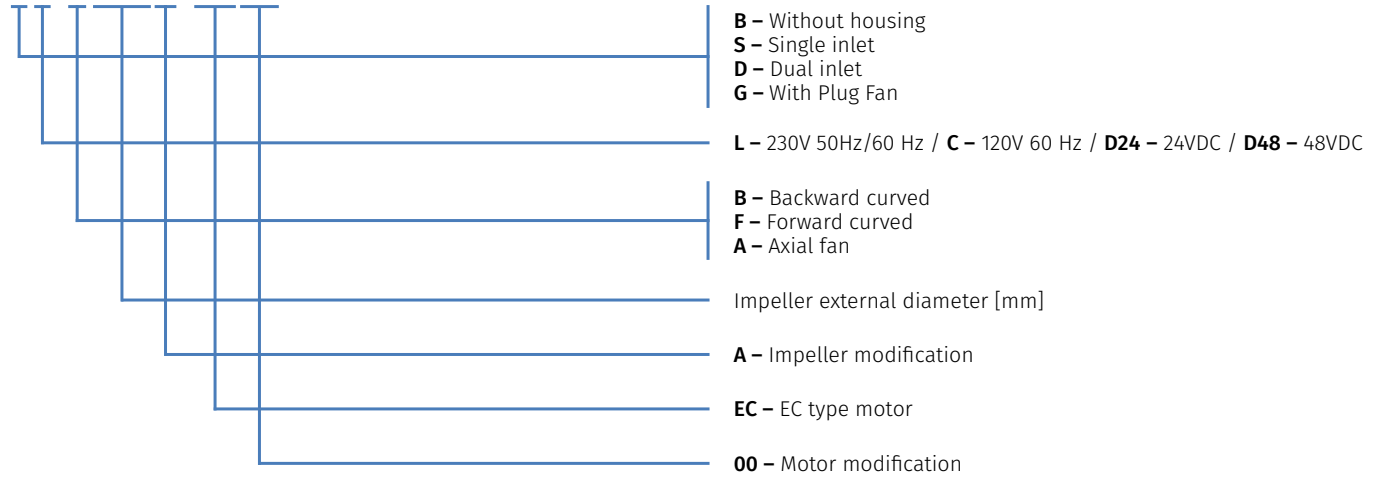 B – Without housing
S – Single inlet
D – Dual inlet
G – With Plug Fan
L – 230V 50Hz/60 Hz / C – 120V 60 Hz / D24 – 24VDC / D48 – 48VDC
B – Backward curved
F – Forward curved
A – Axial fan
Impeller external diameter [mm]
A – Impeller modification
EC – EC type motor
00 – Motor modification